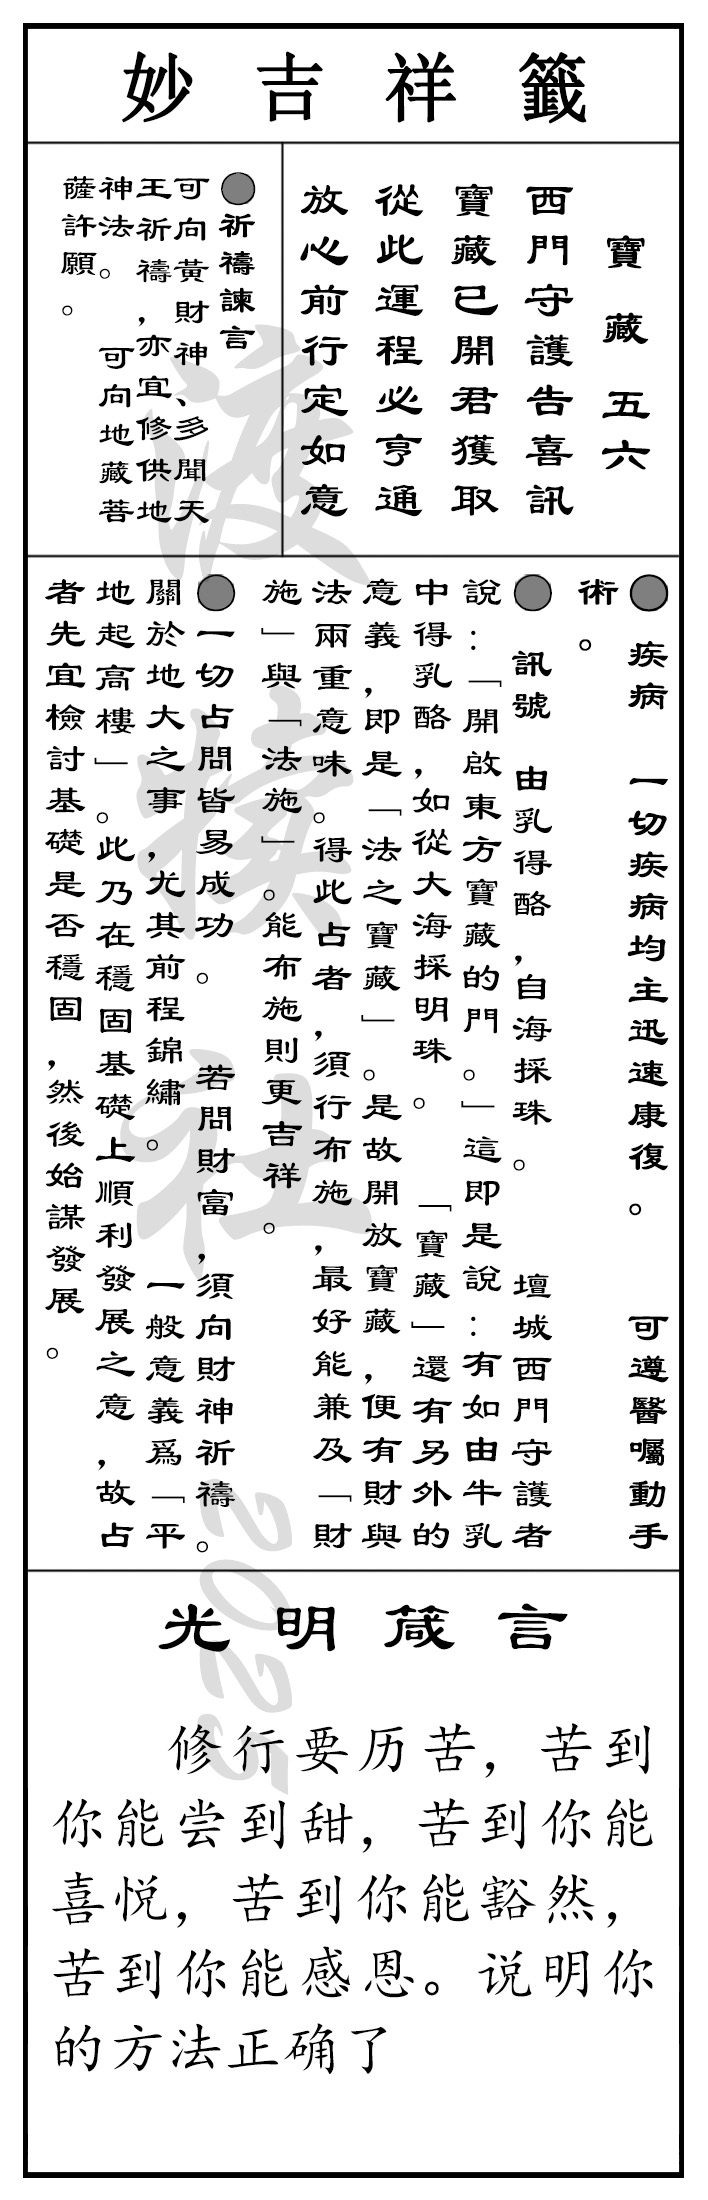 妙吉祥籤
寶藏 五六
西門守護告喜訊
寶藏已開君獲取
從此運程必亨通
放心前行定如意
●祈禱諫言
可向黃財神、多聞天
王祈禱,亦宜修供地
神法。 可向地藏菩
薩許願。
● 疾病 一切疾病均主迅速康復。 可遵醫囑動手
術。
● 訊號 由乳得酪,自海採珠。 壇城西門守護者
說:「開啟東方寶藏的門。」這即是說:有如由牛乳
中得乳酪,如從大海採明珠。 「寶藏」還有另外的
意義,即是「法之寶藏」。是故開放寶藏,便有財與
法兩重意味。得此占者,須行布施,最好能兼及「財
施」與「法施」。能布施則更吉祥。
●一切占問皆易成功。 若問財富,須向財神祈禱。
關於地大之事,尤其前程錦繡。 一般意義爲「平
地起高樓」。此乃在穩固基礎上順利發展之意,故占
者先宜檢討基礎是否穩固,然後始謀發展。
光明箴言
修行要历苦,苦到
你能尝到甜,苦到你能
喜悦,苦到你能豁然,
苦到你能感恩。说明你
的方法正确了
渡犊社 2025